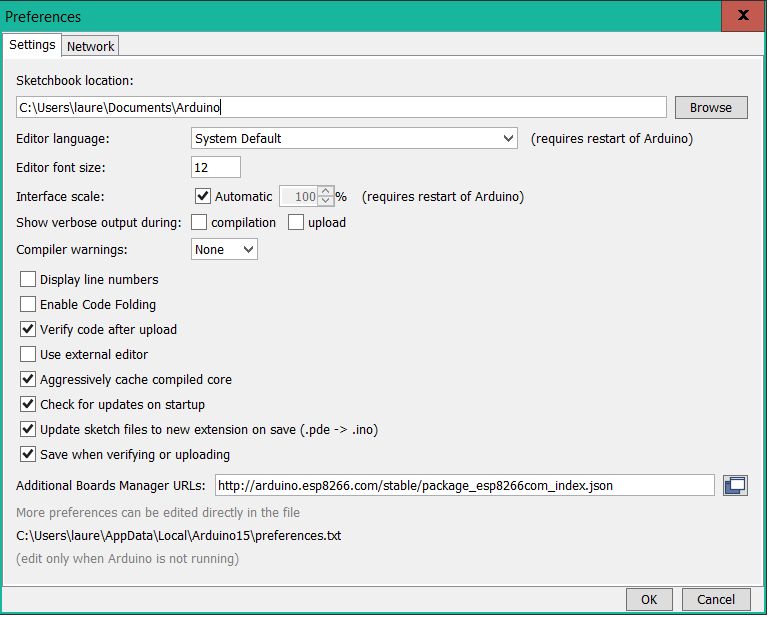 Preferences
X
Settings Network
Sketchbook location:
C:\Users\laure\Documents\Arduino Browse
Editor language: System Default (requires restart of Arduino)
Editor font size: 12
Interface scale: Automatic 100 % (requires restart of Arduino)
Show verbose output during: compilation upload
Compiler warnings: None
Display line numbers
Enable Code Folding
Verify code after upload
Use external editor
Aggressively cache compiled core
Check for updates on startup
Update sketch files to new extension on save (.pde -> .ino)
Save when verifying or uploading
Additional Boards Manager URLs: http://arduino.esp8266.com/stable/package_esp8266com_index.json
More preferences can be edited directly in the file
C:\Users\laure\AppData\Local\Arduino15\preferences.txt
(edit only when Arduino is not running)
OK Cancel